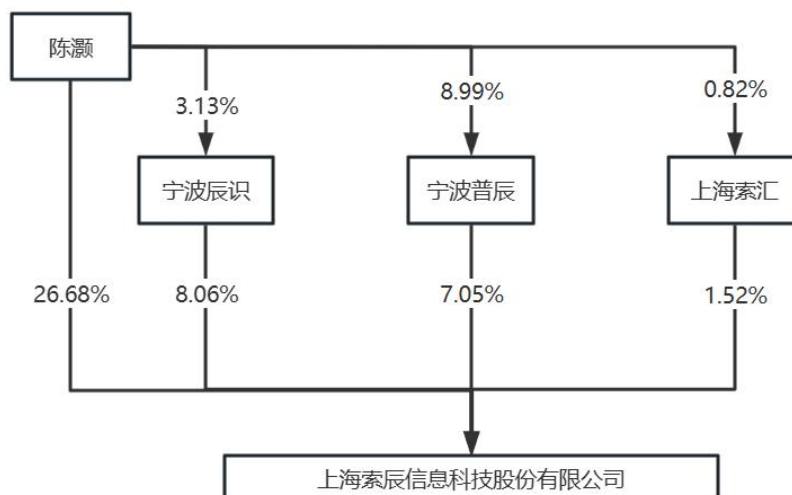 陈灏
3.13%
8.99%
0.82%
宁波辰识
宁波普辰
上海索汇
26.68%
8.06%
7.05%
1.52%
上海索辰信息科技股份有限公司